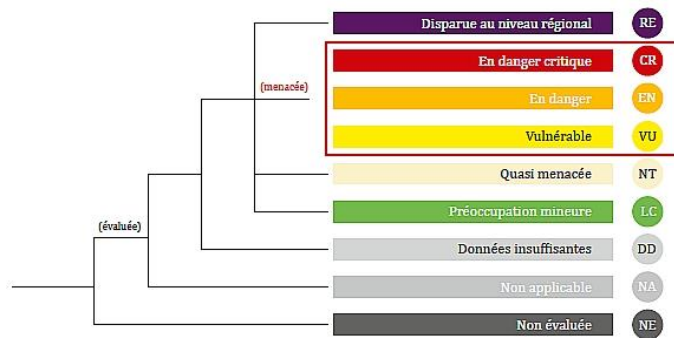 Disparue au niveau régional RE
En danger critique CR
(menacée)
En danger EN
Vulnérable VU
Quasi menacée NT
Préoccupation mineure LC
(évaluée)
Données insuffisantes DD
Non applicable NA
Non évaluée NE